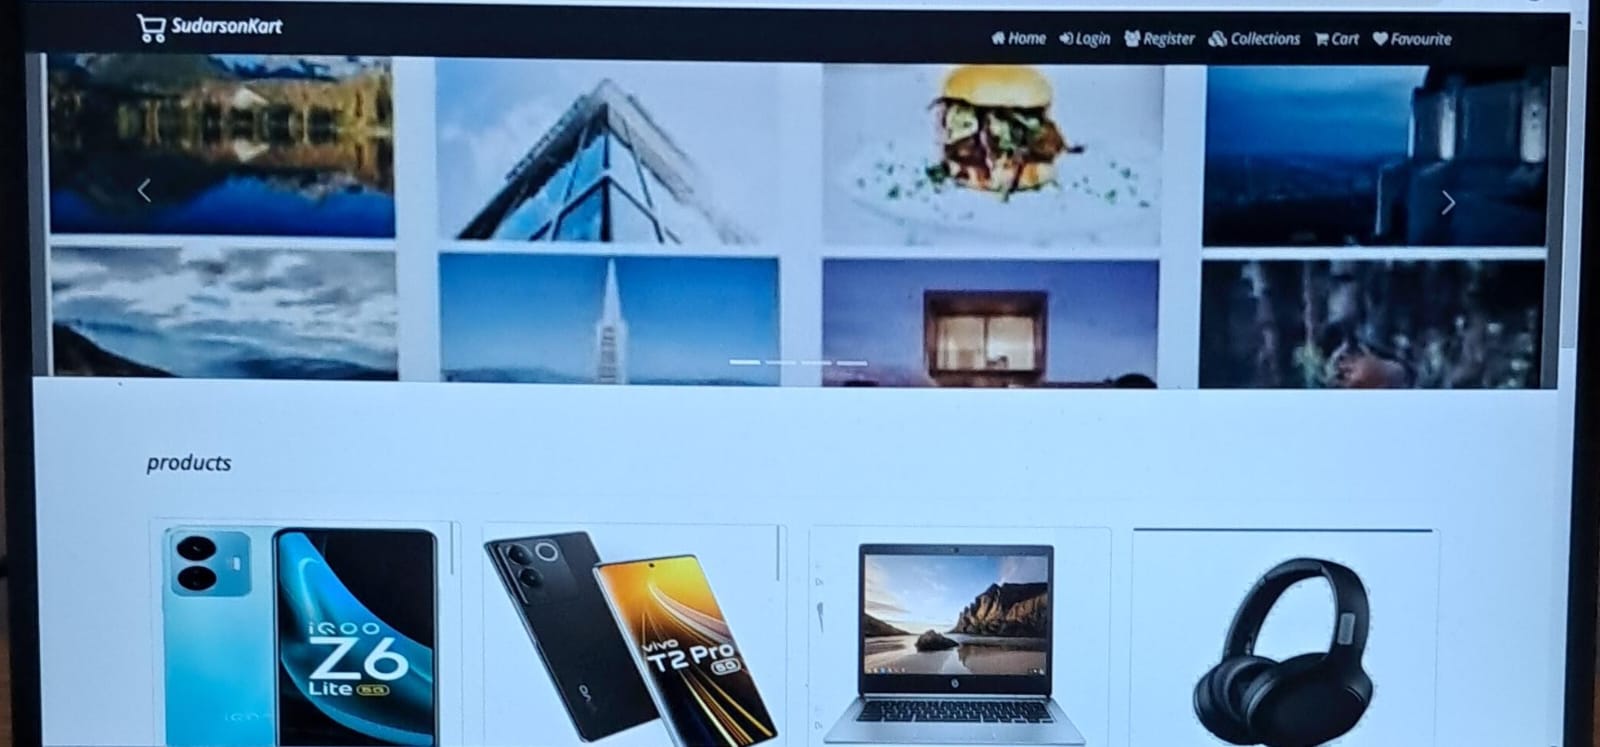 SudarsonKart
Home Login Register Collections Cart Favourite
products
iQOO
Z6
Lite 5G
vivo
T2 Pro
5G